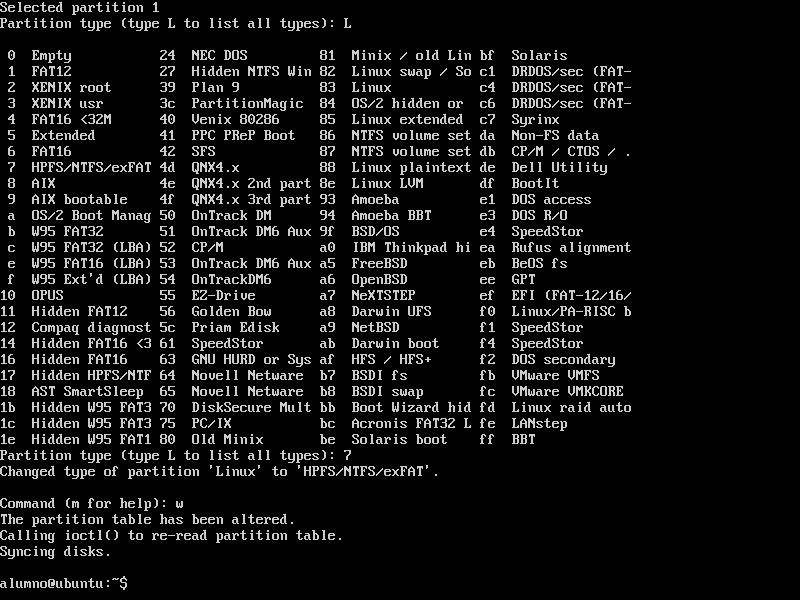 Selected partition 1
Partition type (type L to list all types): L
 0  Empty           24  NEC DOS         81  Minix / old Lin bf  Solaris
 1  FAT12           27  Hidden NTFS Win 82  Linux swap / So c1  DRDOS/sec (FAT-
 2  XENIX root      39  Plan 9          83  Linux           c4  DRDOS/sec (FAT-
 3  XENIX usr       3c  PartitionMagic  84  OS/2 hidden or  c6  DRDOS/sec (FAT-
 4  FAT16 <32M      40  Venix 80286     85  Linux extended  c7  Syrinx
 5  Extended        41  PPC PReP Boot   86  NTFS volume set da  Non-FS data
 6  FAT16           42  SFS             87  NTFS volume set db  CP/M / CTOS / .
 7  HPFS/NTFS/exFAT 4d  QNX4.x          88  Linux plaintext de  Dell Utility
 8  AIX             4e  QNX4.x 2nd part 8e  Linux LVM       df  BootIt
 9  AIX bootable    4f  QNX4.x 3rd part 93  Amoeba          e1  DOS access
 a  OS/2 Boot Manag 50  OnTrack DM      94  Amoeba BBT      e3  DOS R/O
 b  W95 FAT32       51  OnTrack DM6 Aux 9f  BSD/OS          e4  SpeedStor
 c  W95 FAT32 (LBA) 52  CP/M            a0  IBM Thinkpad hi ea  Rufus alignment
 e  W95 FAT16 (LBA) 53  OnTrack DM6 Aux a5  FreeBSD         eb  BeOS fs
 f  W95 Ext'd (LBA) 54  OnTrackDM6      a6  OpenBSD         ee  GPT
10  OPUS            55  EZ-Drive        a7  NeXTSTEP        ef  EFI (FAT-12/16/
11  Hidden FAT12    56  Golden Bow      a8  Darwin UFS      f0  Linux/PA-RISC b
12  Compaq diagnost 5c  Priam Edisk     a9  NetBSD          f1  SpeedStor
14  Hidden FAT16 <3 61  SpeedStor       ab  Darwin boot     f4  SpeedStor
16  Hidden FAT16    63  GNU HURD or Sys af  HFS / HFS+      f2  DOS secondary
17  Hidden HPFS/NTF 64  Novell Netware  b7  BSDI fs         fb  VMware VMFS
18  AST SmartSleep  65  Novell Netware  b8  BSDI swap       fc  VMware VMKCORE
1b  Hidden W95 FAT3 70  DiskSecure Mult bb  Boot Wizard hid fd  Linux raid auto
1c  Hidden W95 FAT3 75  PC/IX           bc  Acronis FAT32 L fe  LANstep
1e  Hidden W95 FAT1 80  Old Minix       be  Solaris boot    ff  BBT
Partition type (type L to list all types): 7
Changed type of partition 'Linux' to 'HPFS/NTFS/exFAT'.
Command (m for help): w
The partition table has been altered.
Calling ioctl() to re-read partition table.
Syncing disks.
alumno@ubuntu:~$